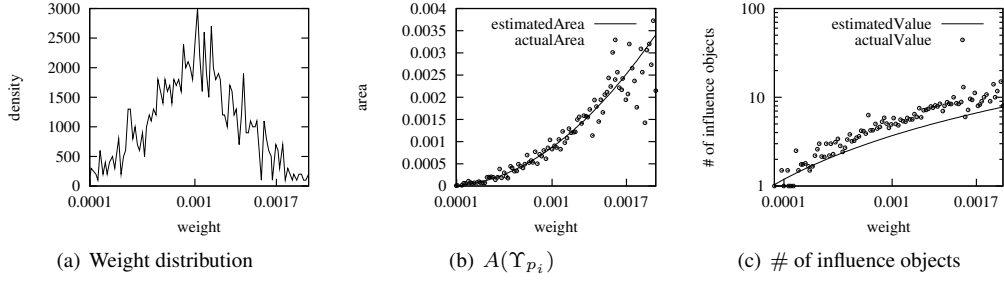 density
3000
2500
2000
1500
1000
500
0
0.0001
0.001
0.0017
weight
(a) Weight distribution
area
0.004
0.0035
0.003
0.0025
0.002
0.0015
0.001
0.0005
0
estimatedArea
actualArea
0.0001
0.001
0.0017
weight
(b) A(Υ_{p_i})
# of influence objects
100
10
1
estimatedValue
actualValue
0.0001
0.001
0.0017
weight
(c) # of influence objects